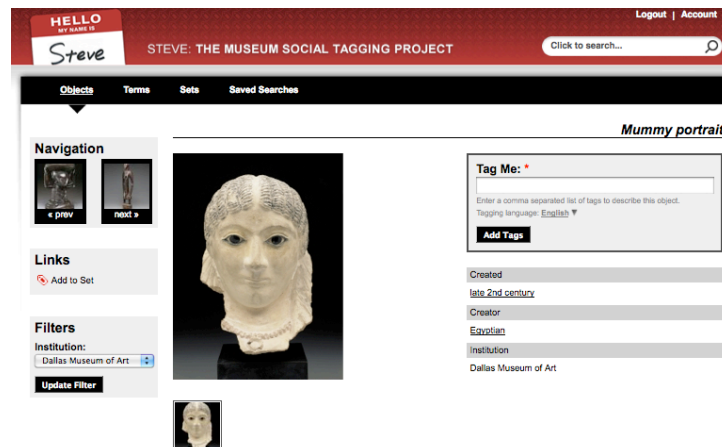 Logout | Account
HELLO
MY NAME IS
Steve
STEVE: THE MUSEUM SOCIAL TAGGING PROJECT
Click to search...
Objects Terms Sets Saved Searches
Mummy portrait
Navigation
« prev next »
Links
Add to Set
Filters
Institution:
Dallas Museum of Art
Update Filter
Tag Me: *
Enter a comma separated list of tags to describe this object.
Tagging language: English ▼
Add Tags
Created
late 2nd century
Creator
Egyptian
Institution
Dallas Museum of Art